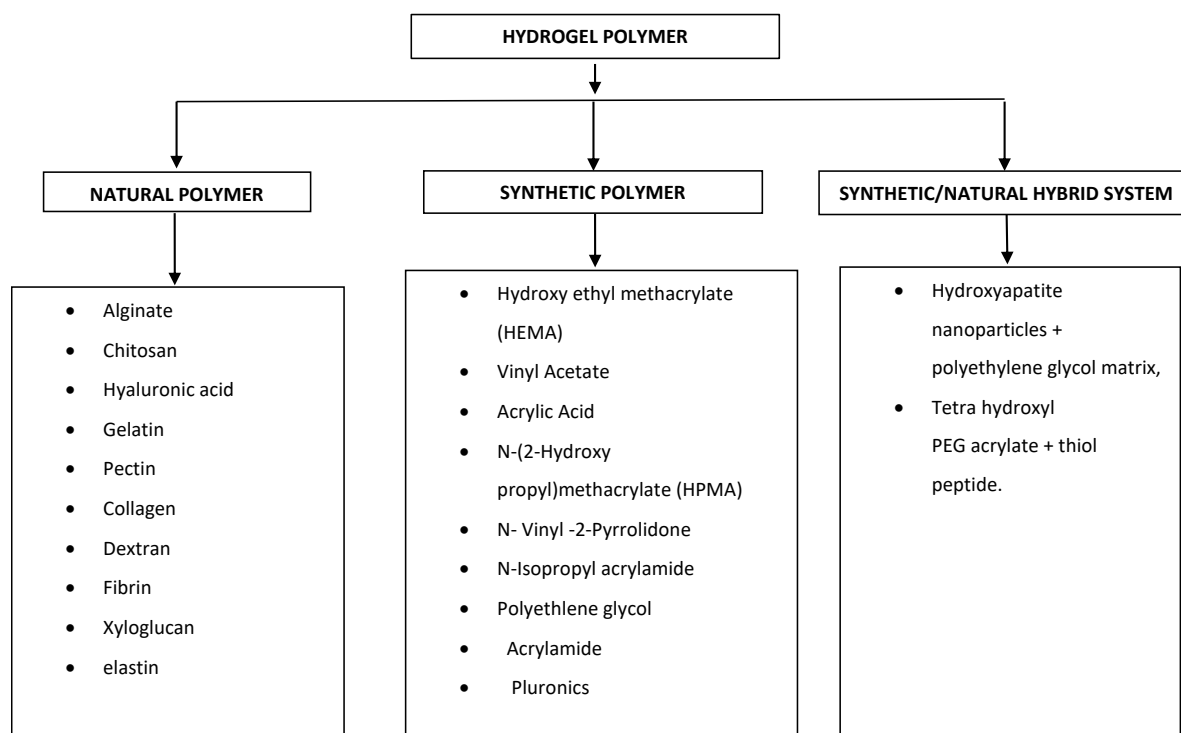 HYDROGEL POLYMER
NATURAL POLYMER
SYNTHETIC POLYMER
SYNTHETIC/NATURAL HYBRID SYSTEM
• Alginate
• Chitosan
• Hyaluronic acid
• Gelatin
• Pectin
• Collagen
• Dextran
• Fibrin
• Xyloglucan
• elastin
• Hydroxy ethyl methacrylate
(HEMA)
• Vinyl Acetate
• Acrylic Acid
• N-(2-Hydroxy
propyl)methacrylate (HPMA)
• N- Vinyl -2-Pyrrolidone
• N-Isopropyl acrylamide
• Polyethlene glycol
• Acrylamide
• Pluronics
• Hydroxyapatite
nanoparticles +
polyethylene glycol matrix,
• Tetra hydroxyl
PEG acrylate + thiol
peptide.